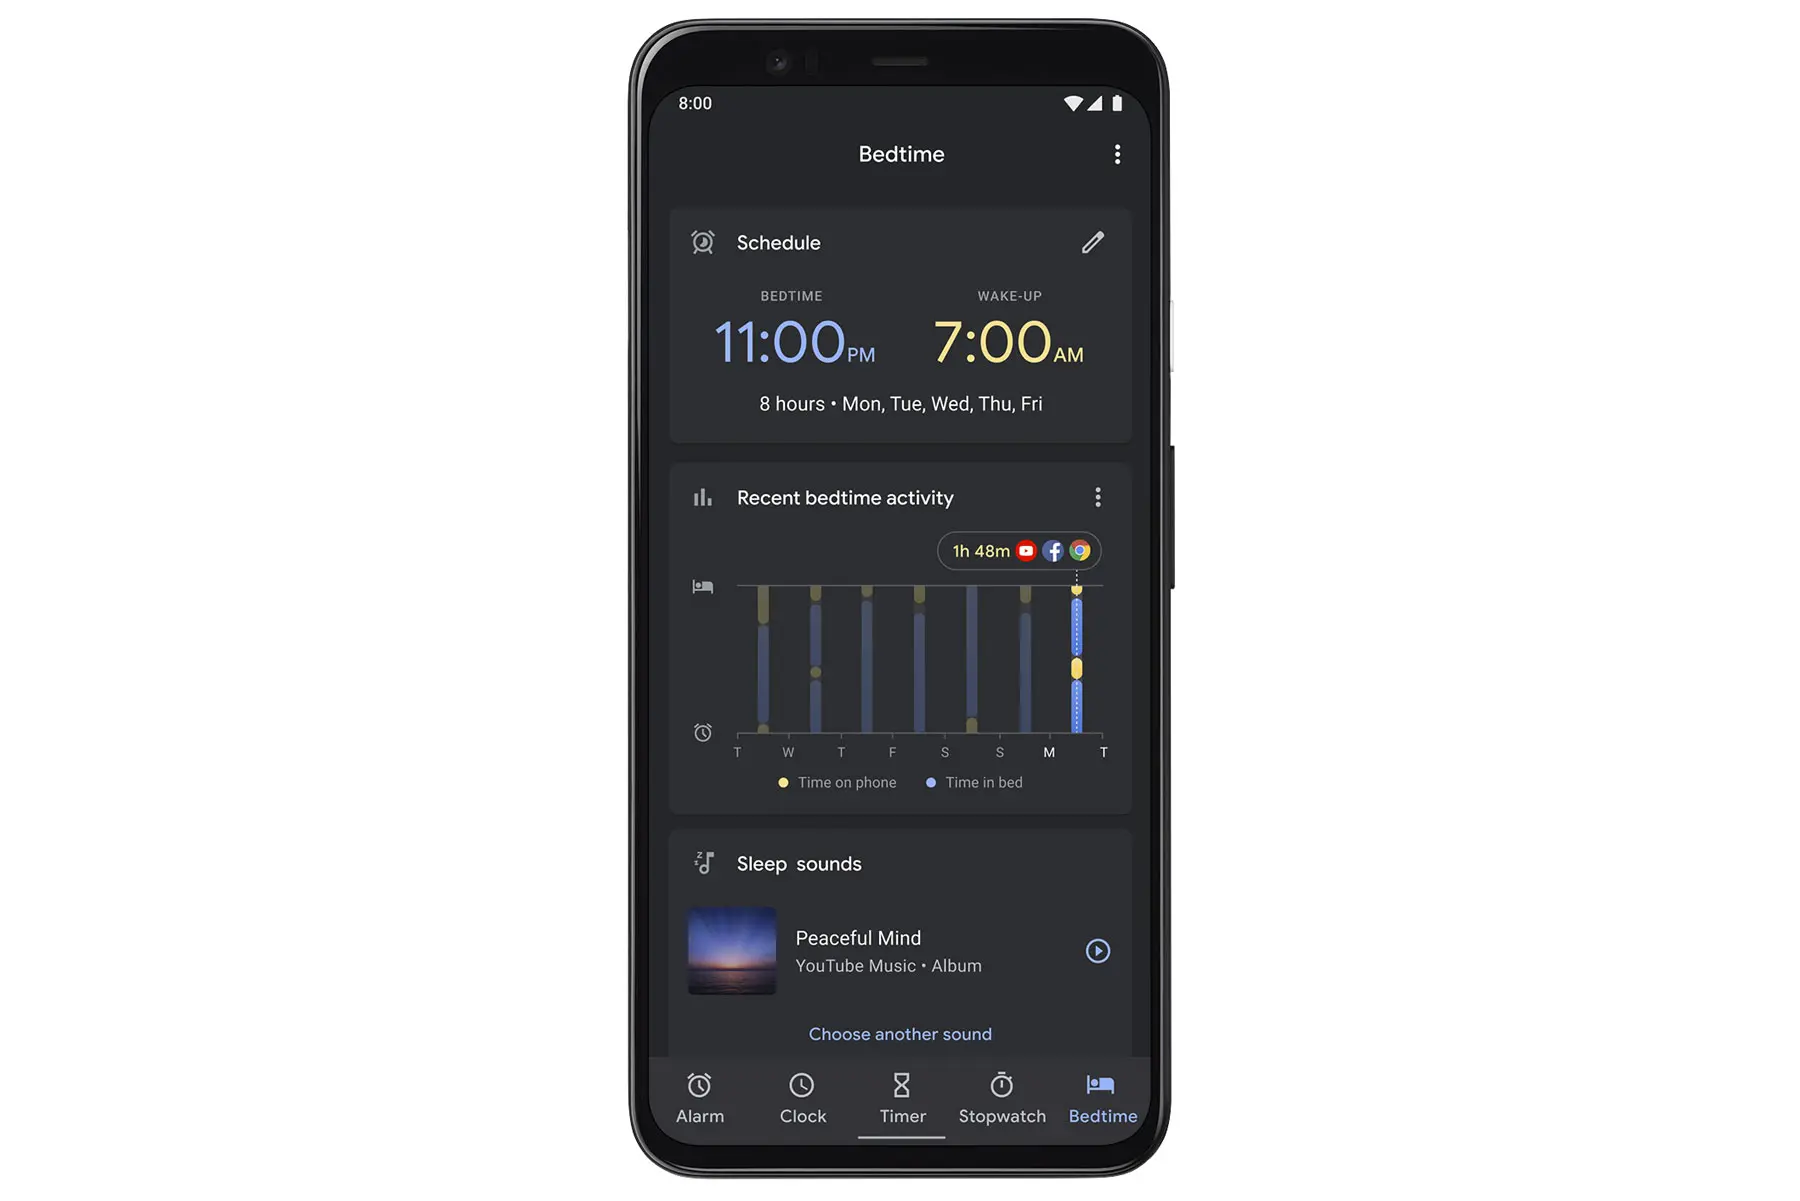 8:00
Bedtime
Schedule
BEDTIME WAKE-UP
11:00PM 7:00AM
8 hours • Mon, Tue, Wed, Thu, Fri
Recent bedtime activity
1h 48m
T W T F S S M T
Time on phone Time in bed
Sleep sounds
Peaceful Mind
YouTube Music • Album
Choose another sound
Alarm Clock Timer Stopwatch Bedtime